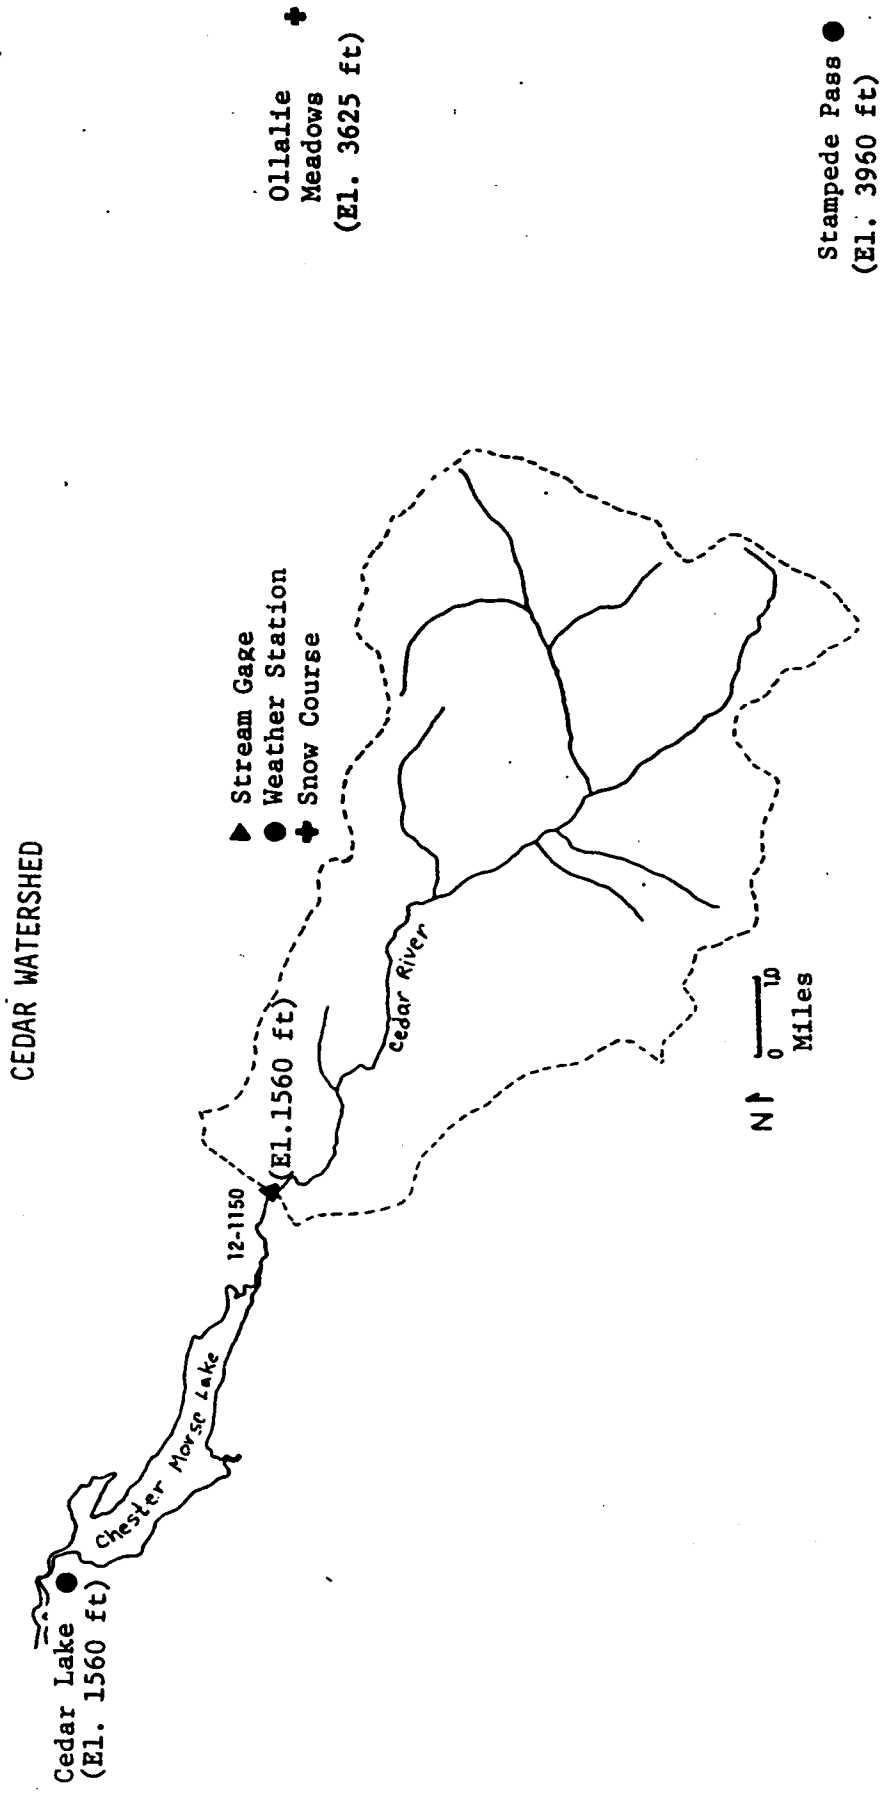 CEDAR WATERSHED
Cedar Lake
(El. 1560 ft)
Chester Morse Lake
12-1150
(El.1560 ft)
Stream Gage
Weather Station
Snow Course
Ollalie
Meadows
(El. 3625 ft)
Cedar River
N
0 1.0
Miles
Stampede Pass
(El. 3960 ft)